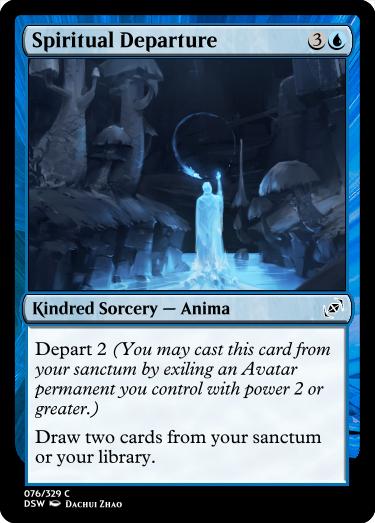 Spiritual Departure 3
Kindred Sorcery — Anima
Depart 2 (You may cast this card from
your sanctum by exiling an Avatar
permanent you control with power 2 or
greater.)
Draw two cards from your sanctum
or your library.
076/329 C
DSW Dachui Zhao